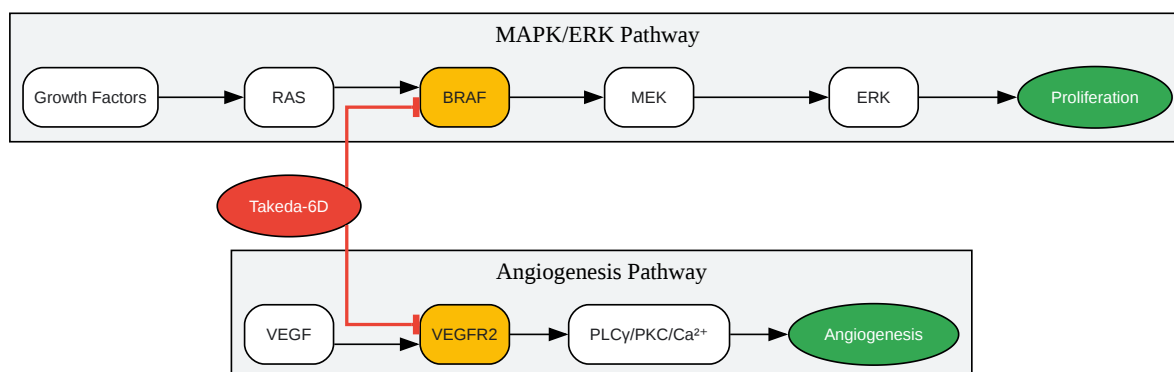 MAPK/ERK Pathway
Growth Factors
RAS
BRAF
MEK
ERK
Proliferation
Takeda-6D
Angiogenesis Pathway
VEGF
VEGFR2
PLCγ/PKC/Ca²⁺
Angiogenesis